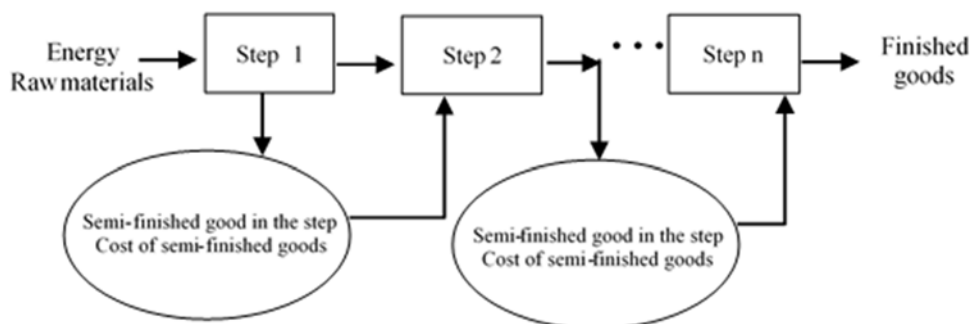 Energy
Raw materials
Step 1
Step 2
Step n
Finished
goods
Semi-finished good in the step
Cost of semi-finished goods
Semi-finished good in the step
Cost of semi-finished goods